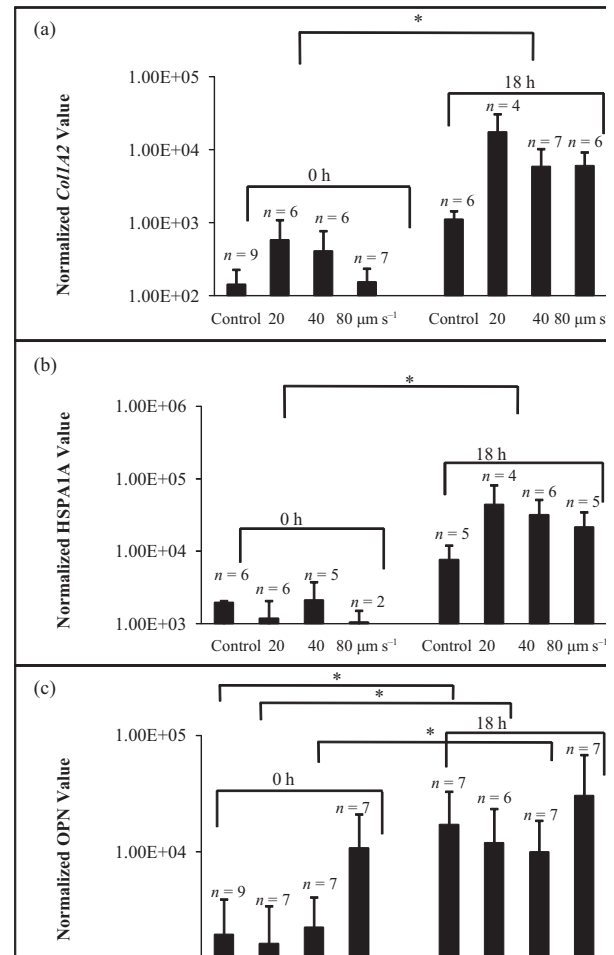 (a)
*
1.00E+05
18 h
n = 4
1.00E+04
n = 7
n = 6
0 h
n = 6
n = 6
n = 6
1.00E+03
n = 9
n = 7
1.00E+02
Control 20 40 80 μm s⁻¹ Control 20 40 80 μm s
Normalized Col1A2 Value
(b)
*
1.00E+06
18 h
1.00E+05
n = 4
n = 6
n = 5
0 h
n = 5
1.00E+04
n = 6
n = 6
n = 5
n = 2
1.00E+03
Control 20 40 80 μm s⁻¹ Control 20 40 80 μm s⁻¹
Normalized HSPA1A Value
(c)
*
*
*
18 h
1.00E+05
n = 7
0 h
n = 7
n = 6
n = 7
n = 7
1.00E+04
n = 9
n = 7
n = 7
Normalized OPN Value